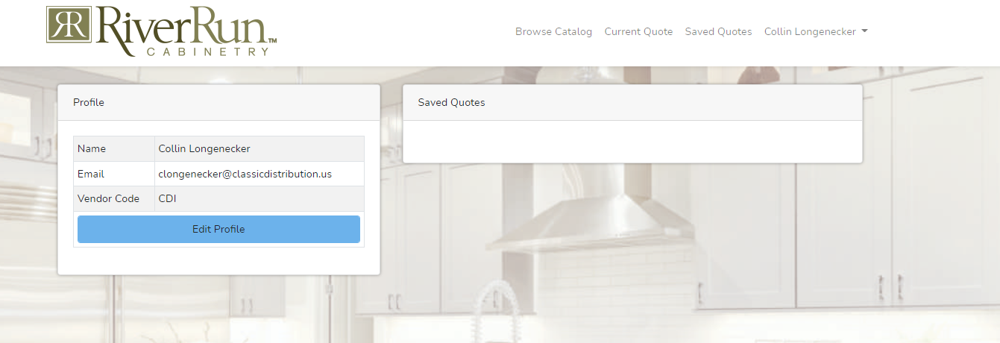 RR RiverRun™
CABINETRY
Browse Catalog Current Quote Saved Quotes Collin Longenecker
Profile
Name Collin Longenecker
Email clongenecker@classicdistribution.us
Vendor Code CDI
Edit Profile
Saved Quotes